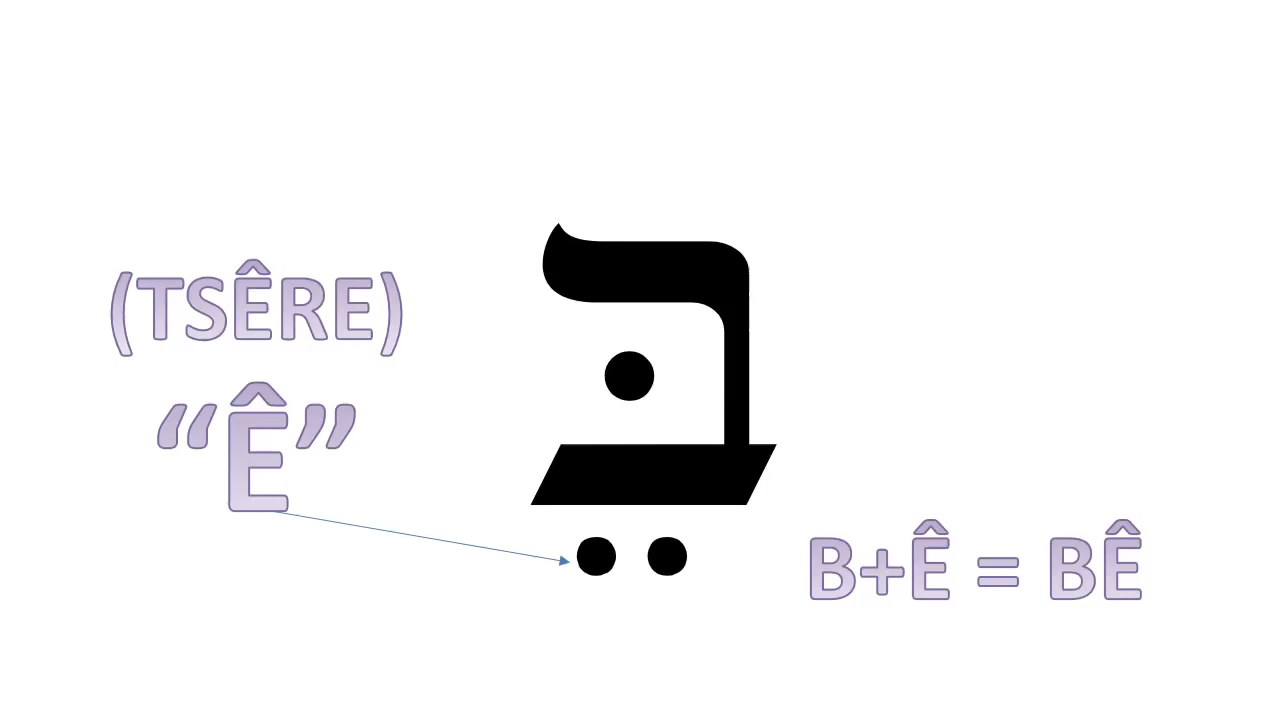 (TSÊRE)
“Ê”
בֵּ
B+Ê = BÊ